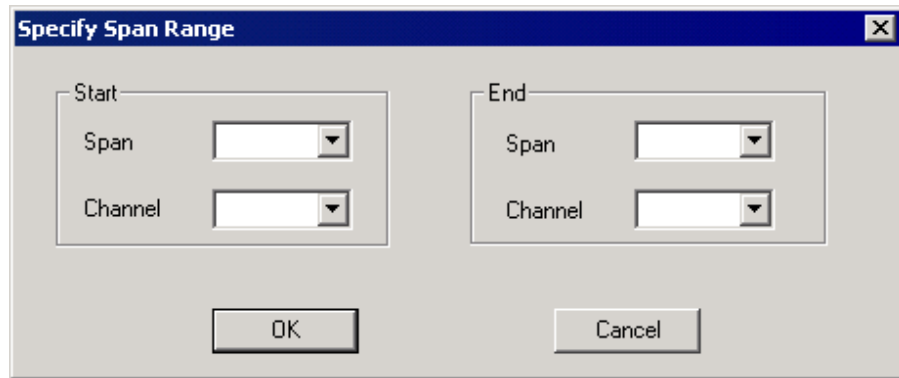 Specify Span Range
Start
Span
Channel
End
Span
Channel
OK
Cancel